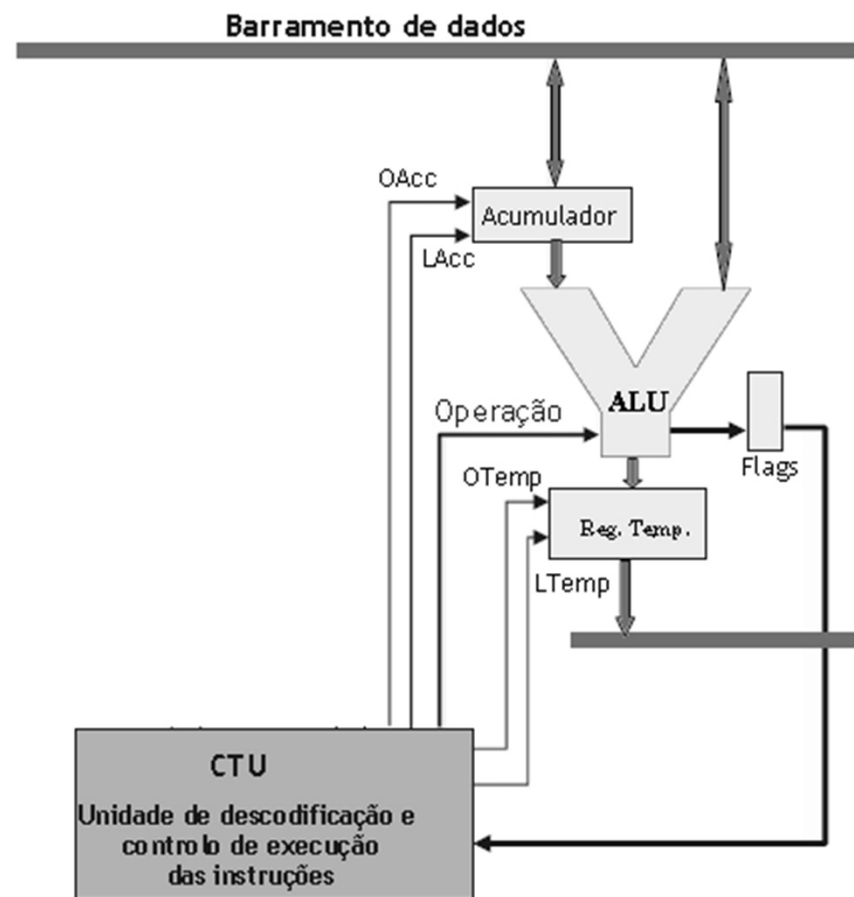 Barramento de dados
OAcc
Acumulador
LAcc
ALU
Operação
Flags
OTemp
Reg. Temp.
LTemp
CTU
Unidade de descodificação e
controlo de execução
das instruções